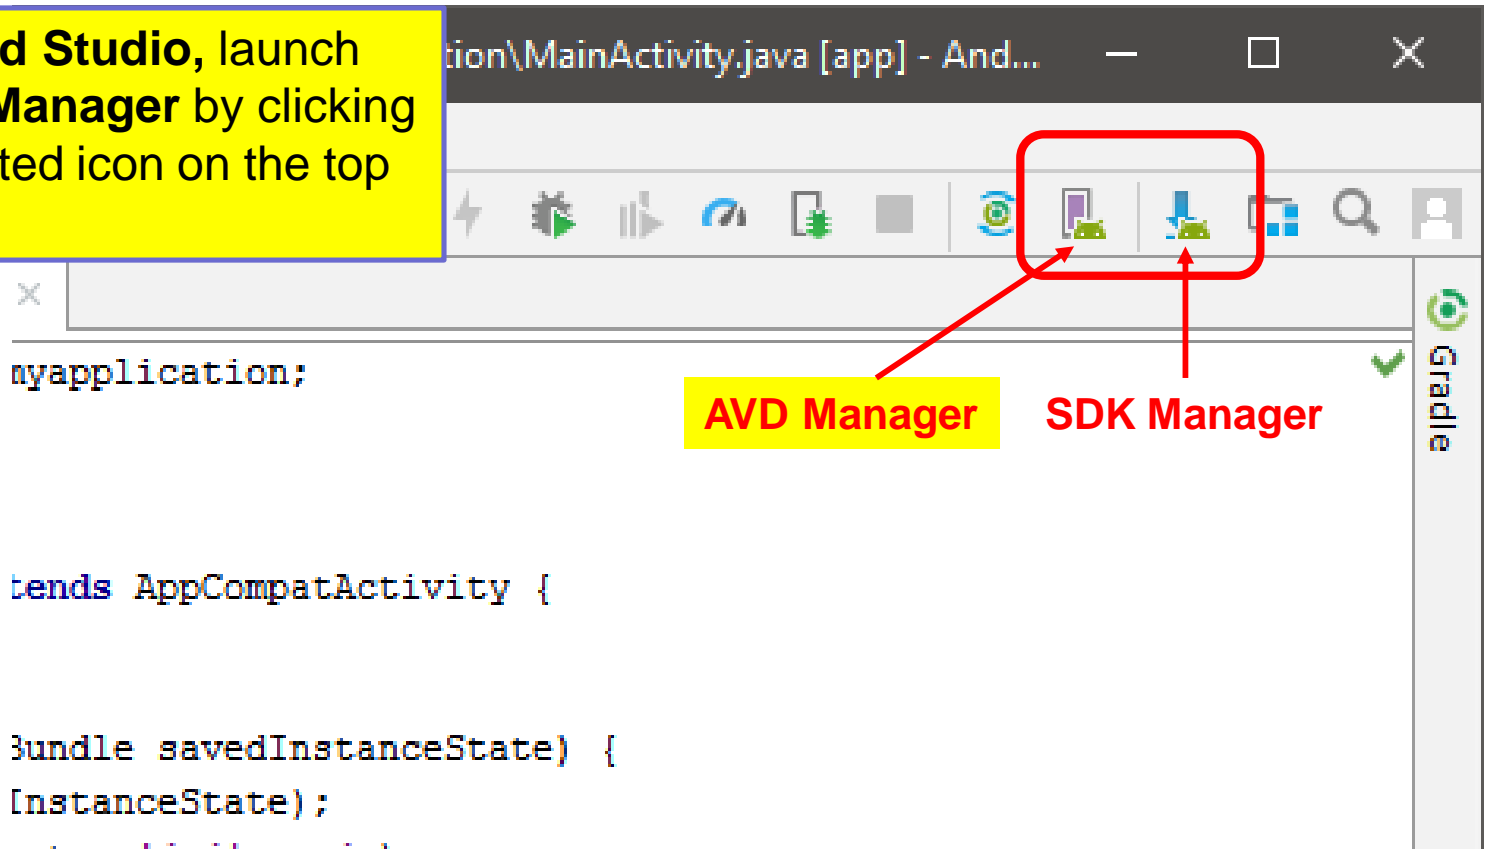 d Studio, launch
Manager by clicking
ted icon on the top
tion\MainActivity.java [app] - And...
myapplication;
AVD Manager
SDK Manager
Gradle
tends AppCompatActivity {
Bundle savedInstanceState) {
InstanceState);